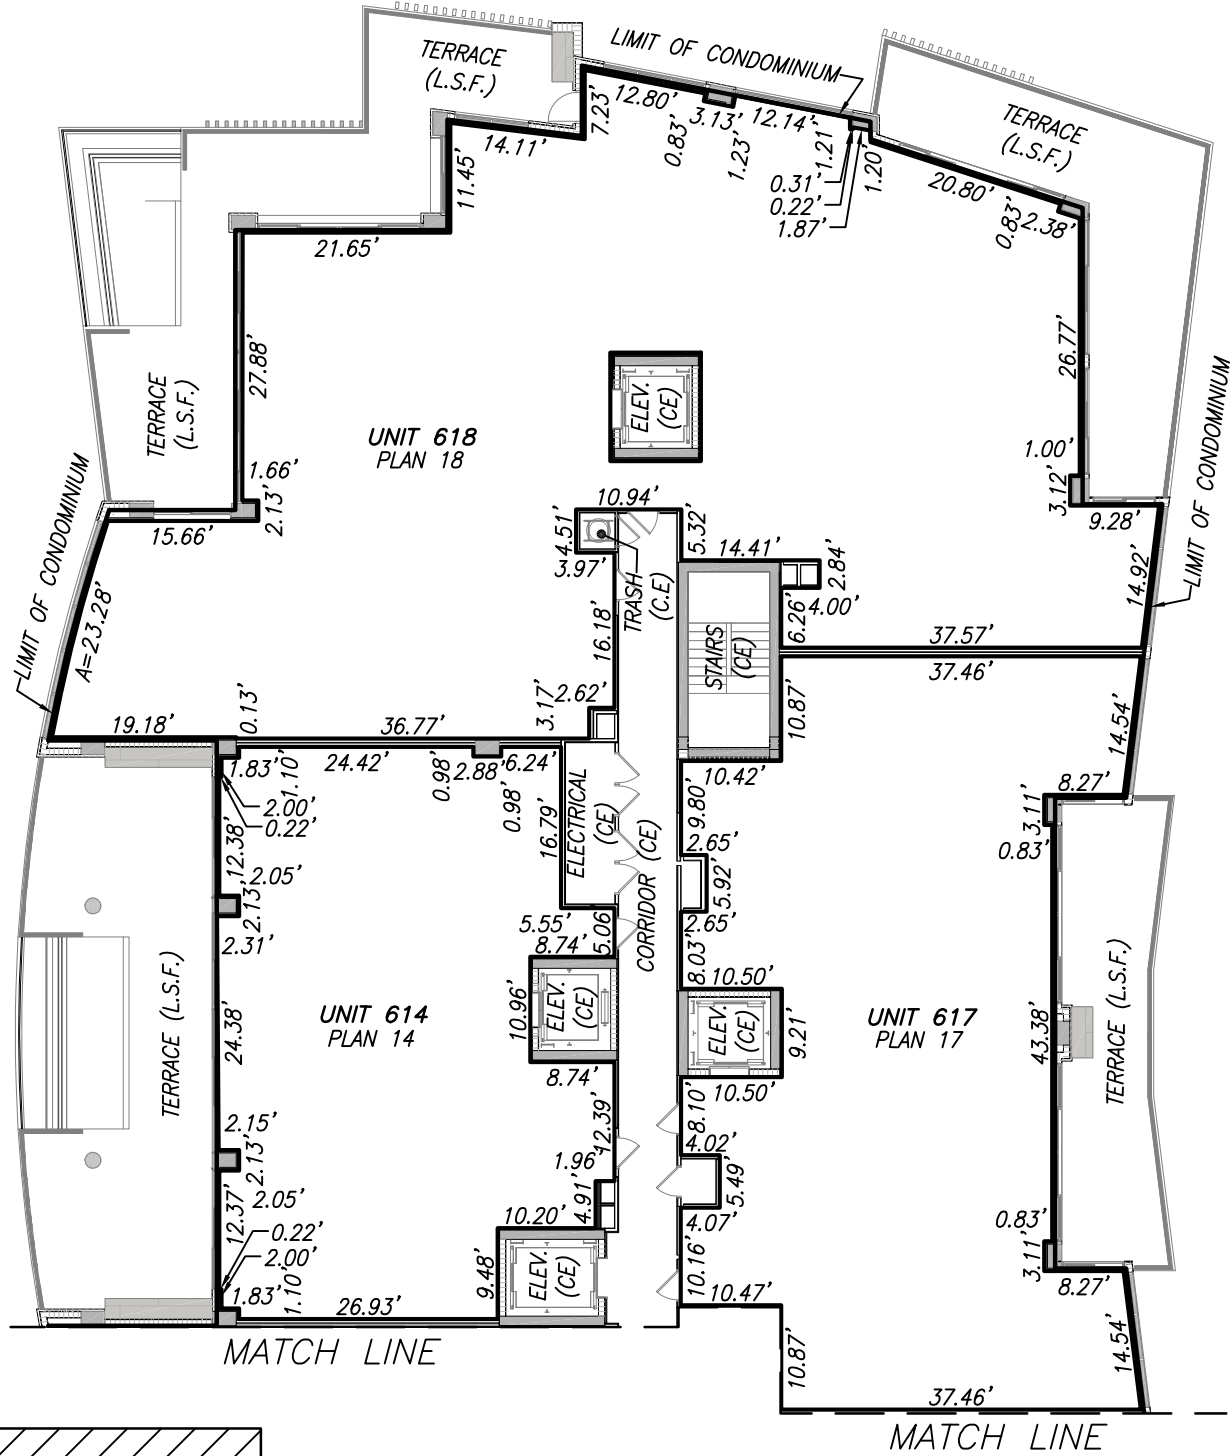 LIMIT OF CONDOMINIUM
TERRACE
(L.S.F.)
TERRACE
(L.S.F.)
12.80'
3.13'
12.14'
7.23'
0.83'
1.23'
1.21'
1.20'
14.11'
11.45'
0.31'
0.22'
1.87'
20.80'
0.83'
2.38'
21.65'
27.88'
26.77'
TERRACE
(L.S.F.)
ELEV.
(CE)
UNIT 618
PLAN 18
LIMIT OF CONDOMINIUM
LIMIT OF CONDOMINIUM
1.66'
2.13'
15.66'
1.00'
3.12'
9.28'
14.92'
10.94'
4.51'
3.97'
5.32'
14.41'
2.84'
4.00'
6.26'
TRASH
(C.E)
16.18'
A=23.28'
STAIRS
(CE)
37.57'
37.46'
19.18'
0.13'
36.77'
3.17'
2.62'
10.87'
14.54'
1.83'
1.10'
24.42'
0.98'
2.88'
6.24'
0.98'
10.42'
8.27'
2.00'
0.22'
12.38'
16.79'
ELECTRICAL
(CE)
9.80'
2.65'
3.11'
0.83'
2.05'
2.13'
2.31'
5.92'
2.65'
CORRIDOR (CE)
5.55'
5.06
8.74'
8.03'
10.50'
TERRACE (L.S.F.)
UNIT 614
PLAN 14
24.38'
10.96'
ELEV.
(CE)
ELEV.
(CE)
9.21'
UNIT 617
PLAN 17
43.38'
TERRACE (L.S.F.)
8.74'
10.50'
12.39'
8.10'
2.15'
2.13'
2.05'
1.96'
4.02'
5.49'
4.07'
12.37'
4.91'
10.20'
0.22'
2.00'
0.83'
3.11'
8.27'
9.48'
ELEV.
(CE)
10.16'
10.47'
1.83'
1.10'
26.93'
MATCH LINE
10.87'
14.54'
37.46'
MATCH LINE